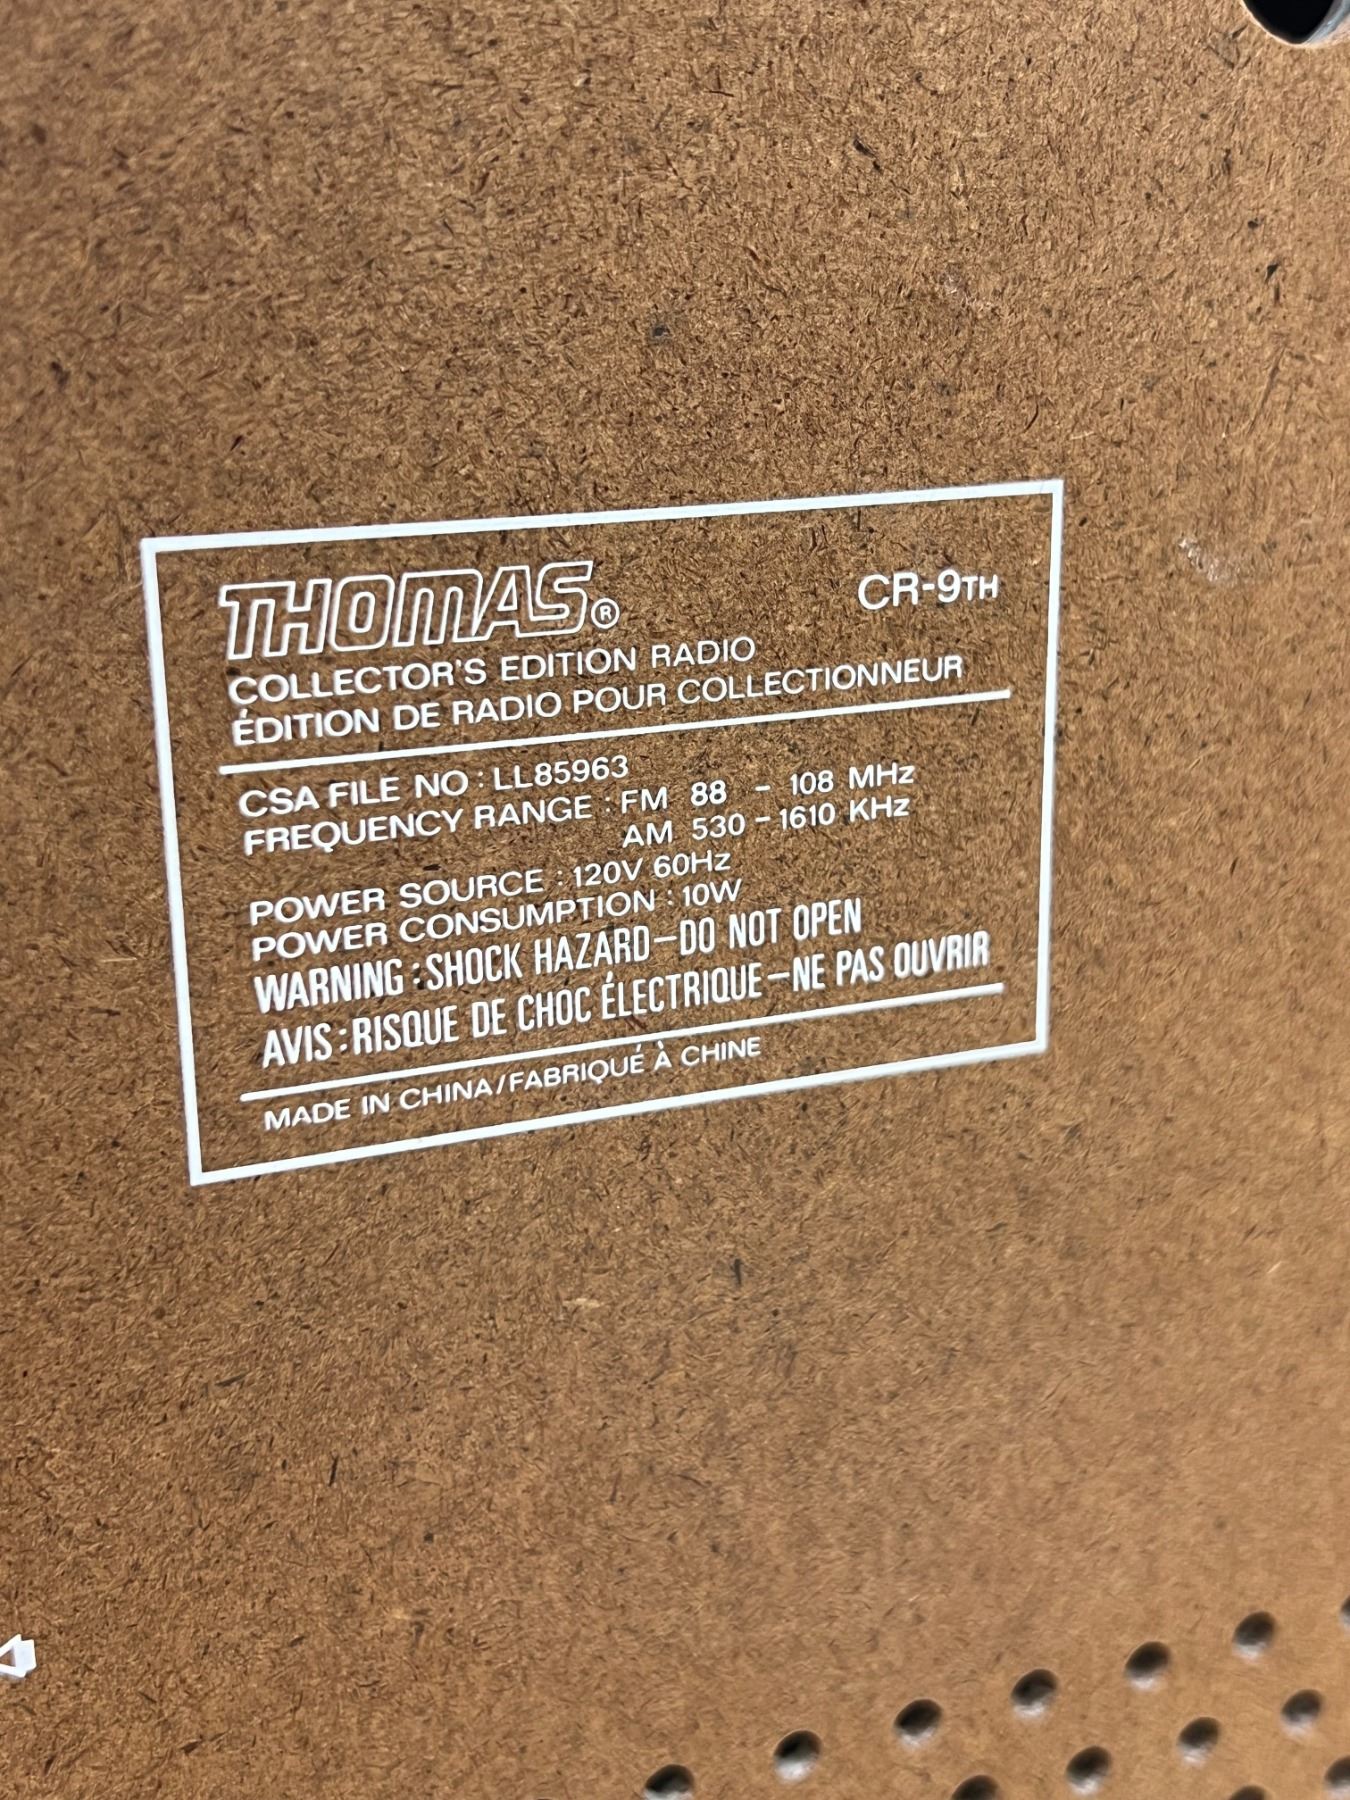 THOMAS® CR-9TH
COLLECTOR'S EDITION RADIO
ÉDITION DE RADIO POUR COLLECTIONNEUR
CSA FILE NO : LL85963
FREQUENCY RANGE : FM 88 - 108 MHz
AM 530 - 1610 KHz
POWER SOURCE : 120V 60Hz
POWER CONSUMPTION : 10W
WARNING : SHOCK HAZARD–DO NOT OPEN
AVIS : RISQUE DE CHOC ÉLECTRIQUE–NE PAS OUVRIR
MADE IN CHINA/FABRIQUÉ À CHINE